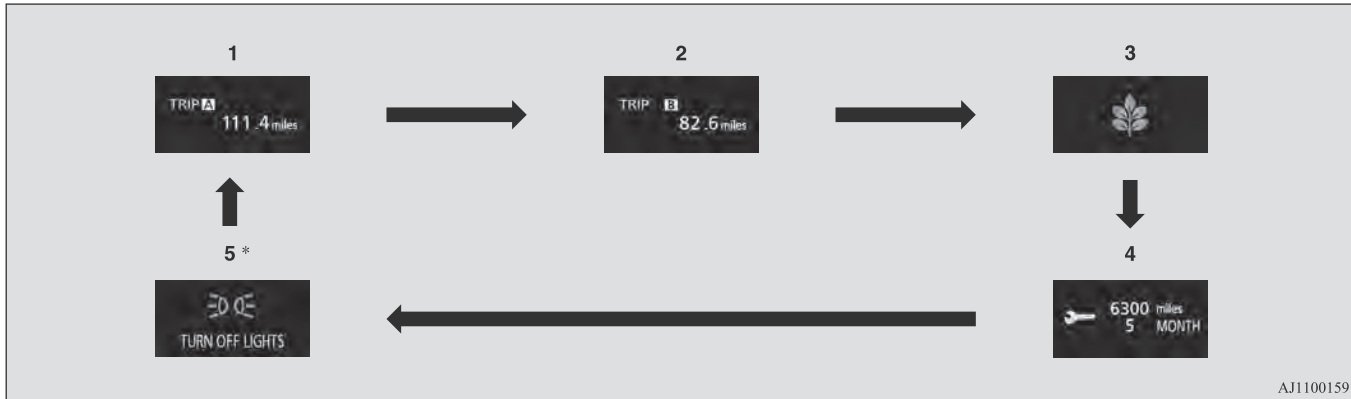 1
TRIP A
111.4 miles
2
TRIP B
82.6 miles
3
5 *
TURN OFF LIGHTS
4
6300 miles
5 MONTH
AJ1100159